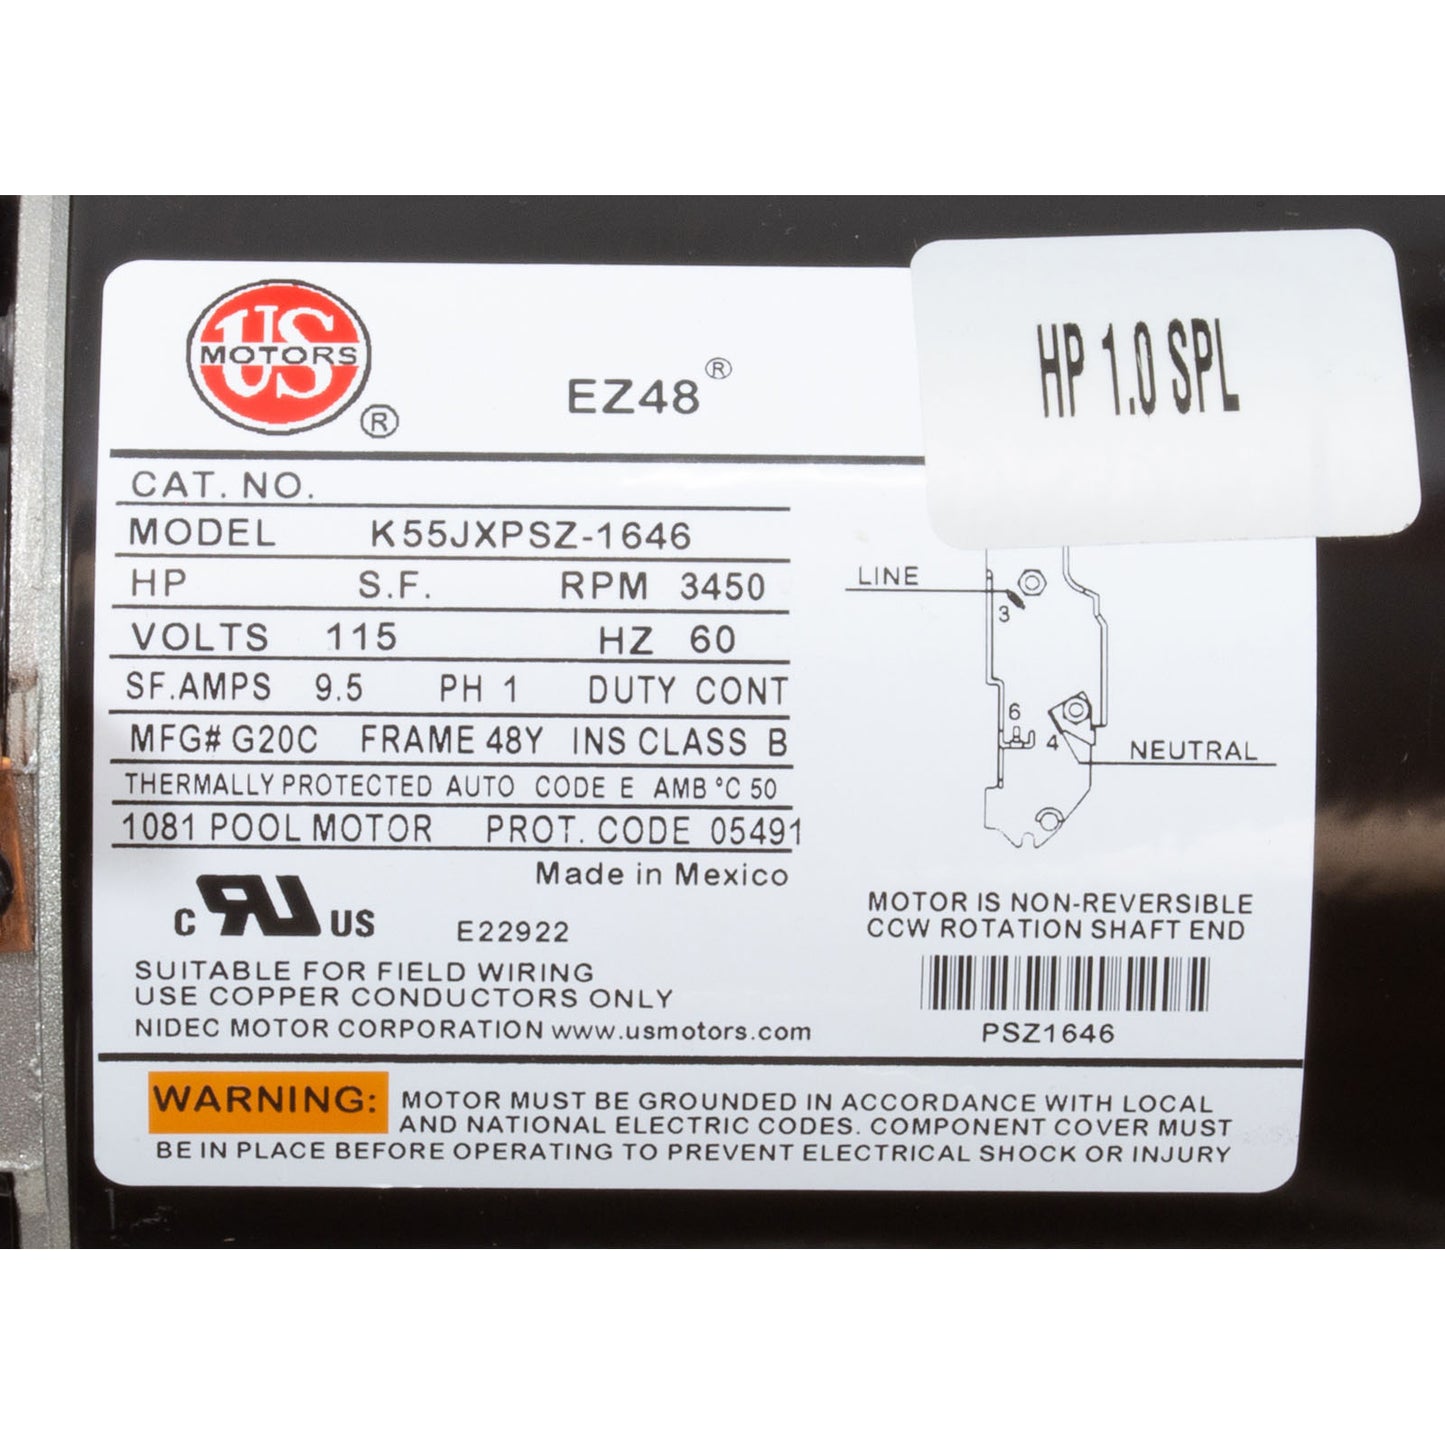 US
MOTORS
®
EZ48®
HP 1.0 SPL
CAT. NO.
MODEL K55JXPSZ-1646
HP S.F. RPM 3450
VOLTS 115 HZ 60
SF.AMPS 9.5 PH 1 DUTY CONT
MFG# G20C FRAME 48Y INS CLASS B
THERMALLY PROTECTED AUTO CODE E AMB °C 50
1081 POOL MOTOR PROT. CODE 05491
Made in Mexico
C RU US E22922
SUITABLE FOR FIELD WIRING
USE COPPER CONDUCTORS ONLY
NIDEC MOTOR CORPORATION www.usmotors.com
LINE
3
6
4
NEUTRAL
MOTOR IS NON-REVERSIBLE
CCW ROTATION SHAFT END
PSZ1646
WARNING: MOTOR MUST BE GROUNDED IN ACCORDANCE WITH LOCAL
AND NATIONAL ELECTRIC CODES. COMPONENT COVER MUST
BE IN PLACE BEFORE OPERATING TO PREVENT ELECTRICAL SHOCK OR INJURY